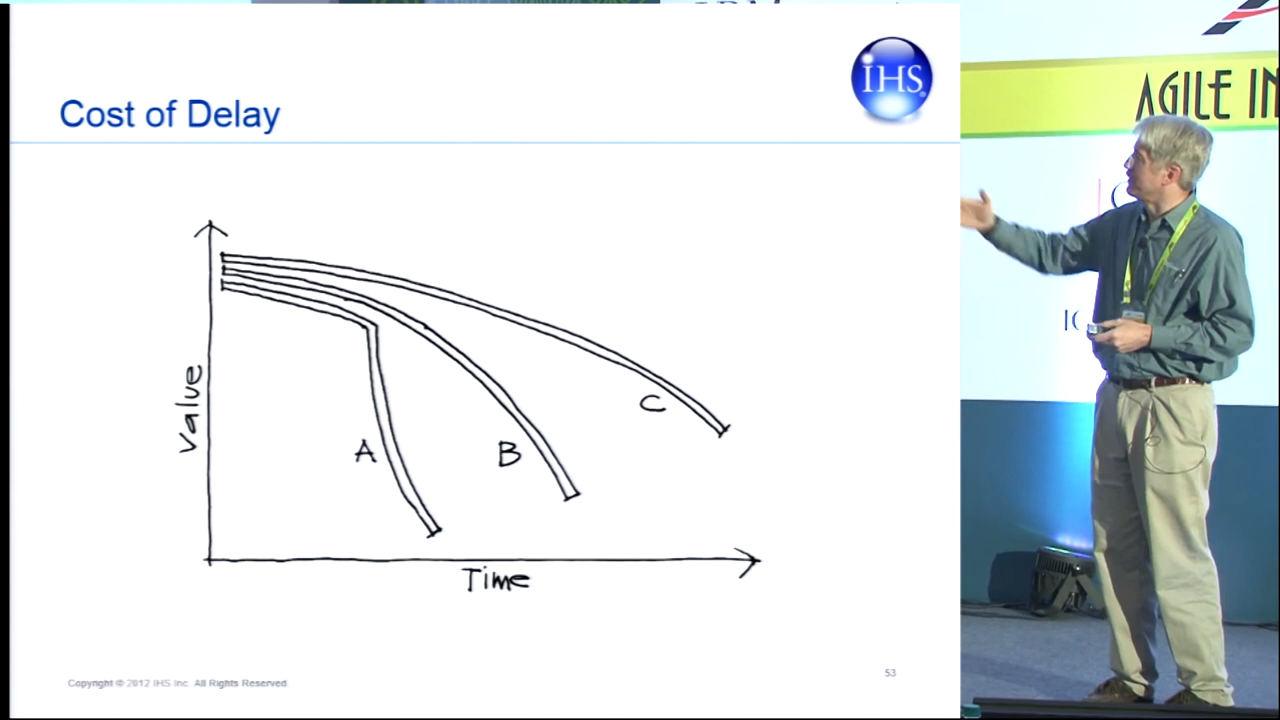 IHS
Cost of Delay
AGILE IN
Value
A
B
C
Time
Copyright © 2012 IHS Inc. All Rights Reserved.
53